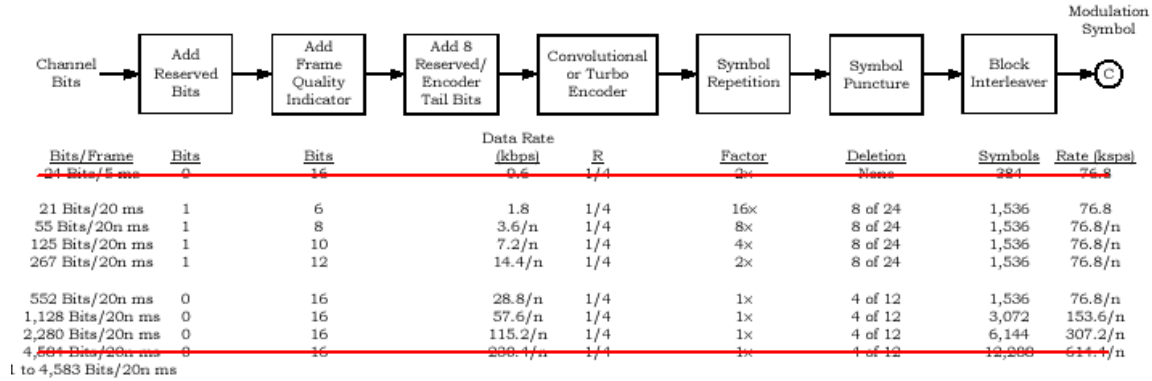 Modulation
Symbol
Channel
Bits
Add
Reserved
Bits
Add
Frame
Quality
Indicator
Add 8
Reserved/
Encoder
Tail Bits
Convolutional
or Turbo
Encoder
Symbol
Repetition
Symbol
Puncture
Block
Interleaver
C
Data Rate
Bits/Frame Bits Bits (kbps) R Factor Deletion Symbols Rate (ksps)
24 Bits/5 ms 0 16 9.6 1/4 2× None 384 76.8
21 Bits/20 ms 1 6 1.8 1/4 16× 8 of 24 1,536 76.8
55 Bits/20n ms 1 8 3.6/n 1/4 8× 8 of 24 1,536 76.8/n
125 Bits/20n ms 1 10 7.2/n 1/4 4× 8 of 24 1,536 76.8/n
267 Bits/20n ms 1 12 14.4/n 1/4 2× 8 of 24 1,536 76.8/n
552 Bits/20n ms 0 16 28.8/n 1/4 1× 4 of 12 1,536 76.8/n
1,128 Bits/20n ms 0 16 57.6/n 1/4 1× 4 of 12 3,072 153.6/n
2,280 Bits/20n ms 0 16 115.2/n 1/4 1× 4 of 12 6,144 307.2/n
4,584 Bits/20n ms 0 16 230.4/n 1/4 1× 4 of 12 12,288 614.4/n
1 to 4,583 Bits/20n ms